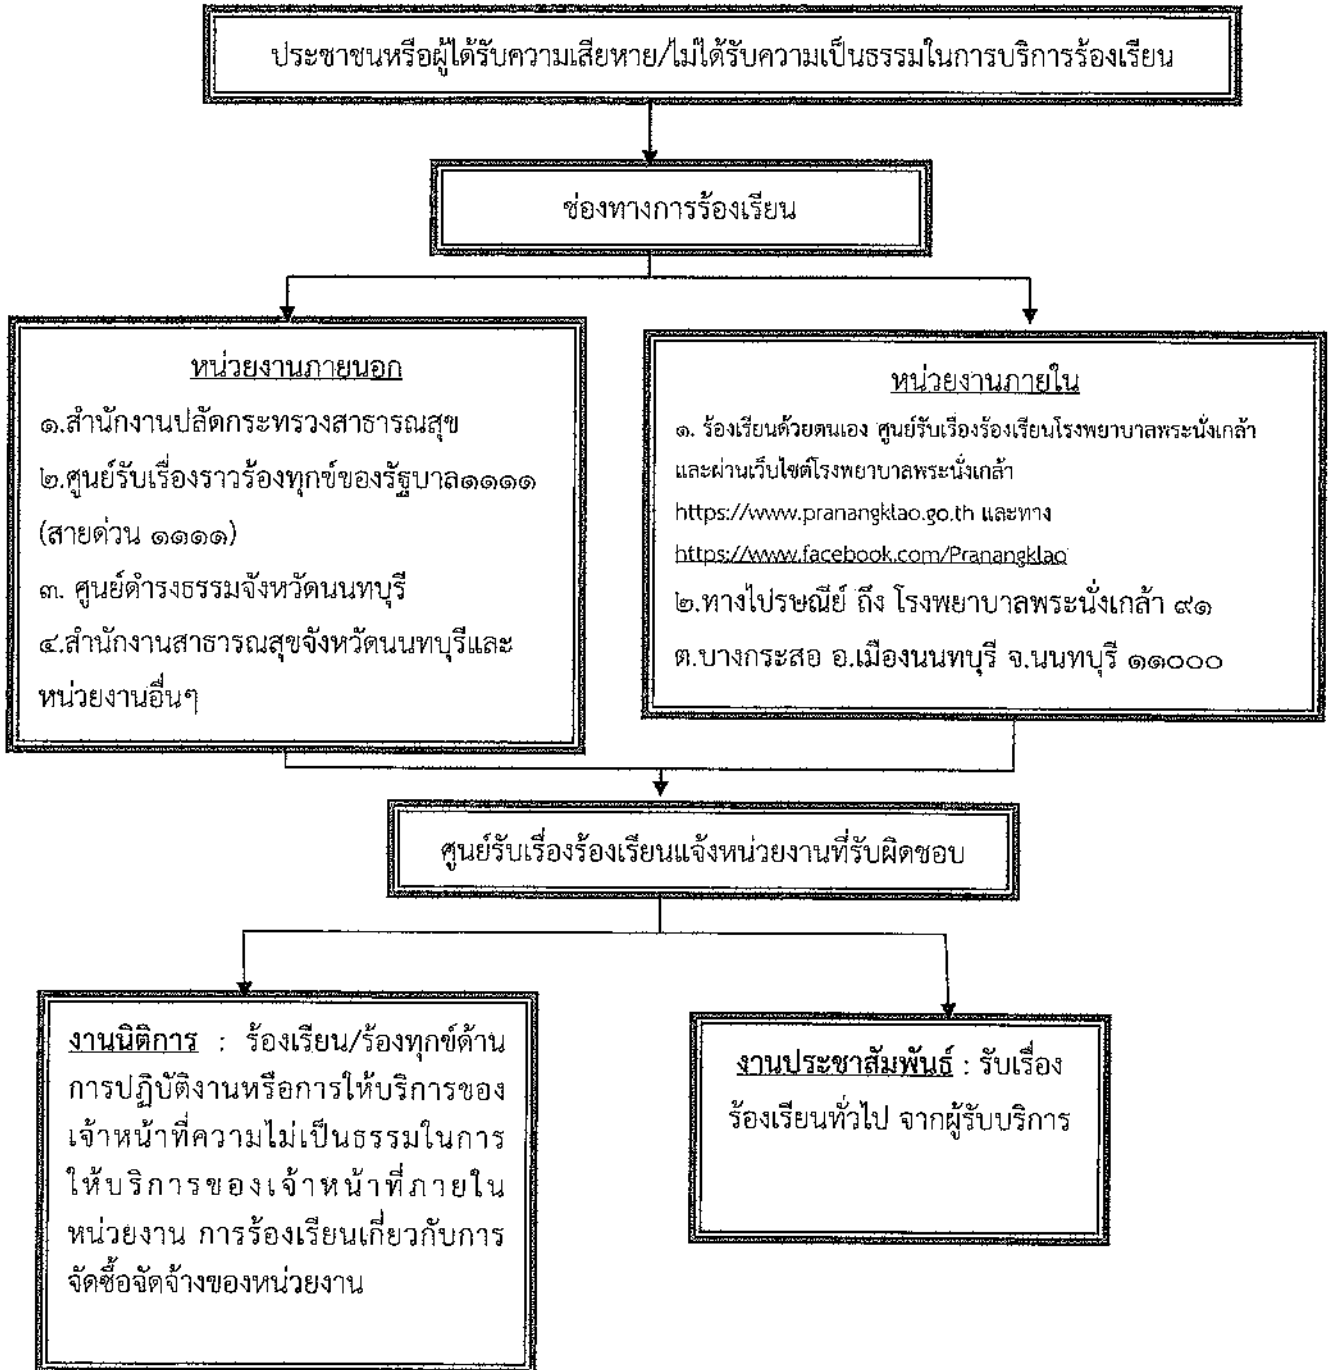 ประชาชนหรือผู้ได้รับความเสียหาย/ไม่ได้รับความเป็นธรรมในการบริการร้องเรียน
ช่องทางการร้องเรียน
หน่วยงานภายนอก
๑.สำนักงานปลัดกระทรวงสาธารณสุข
๒.ศูนย์รับเรื่องราวร้องทุกข์ของรัฐบาล๑๑๑๑
(สายด่วน ๑๑๑๑)
๓. ศูนย์ดำรงธรรมจังหวัดนนทบุรี
๔.สำนักงานสาธารณสุขจังหวัดนนทบุรีและ
หน่วยงานอื่นๆ
หน่วยงานภายใน
๑. ร้องเรียนด้วยตนเอง ศูนย์รับเรื่องร้องเรียนโรงพยาบาลพระนั่งเกล้า
และผ่านเว็บไซต์โรงพยาบาลพระนั่งเกล้า
https://www.pranangklao.go.th และทาง
https://www.facebook.com/Pranangklao
๒.ทางไปรษณีย์ ถึง โรงพยาบาลพระนั่งเกล้า ๙๑
ต.บางกระสอ อ.เมืองนนทบุรี จ.นนทบุรี ๑๑๐๐๐
ศูนย์รับเรื่องร้องเรียนแจ้งหน่วยงานที่รับผิดชอบ
งานนิติการ : ร้องเรียน/ร้องทุกข์ด้าน
การปฏิบัติงานหรือการให้บริการของ
เจ้าหน้าที่ความไม่เป็นธรรมในการ
ให้บริการของเจ้าหน้าที่ภายใน
หน่วยงาน การร้องเรียนเกี่ยวกับการ
จัดซื้อจัดจ้างของหน่วยงาน
งานประชาสัมพันธ์ : รับเรื่อง
ร้องเรียนทั่วไป จากผู้รับบริการ